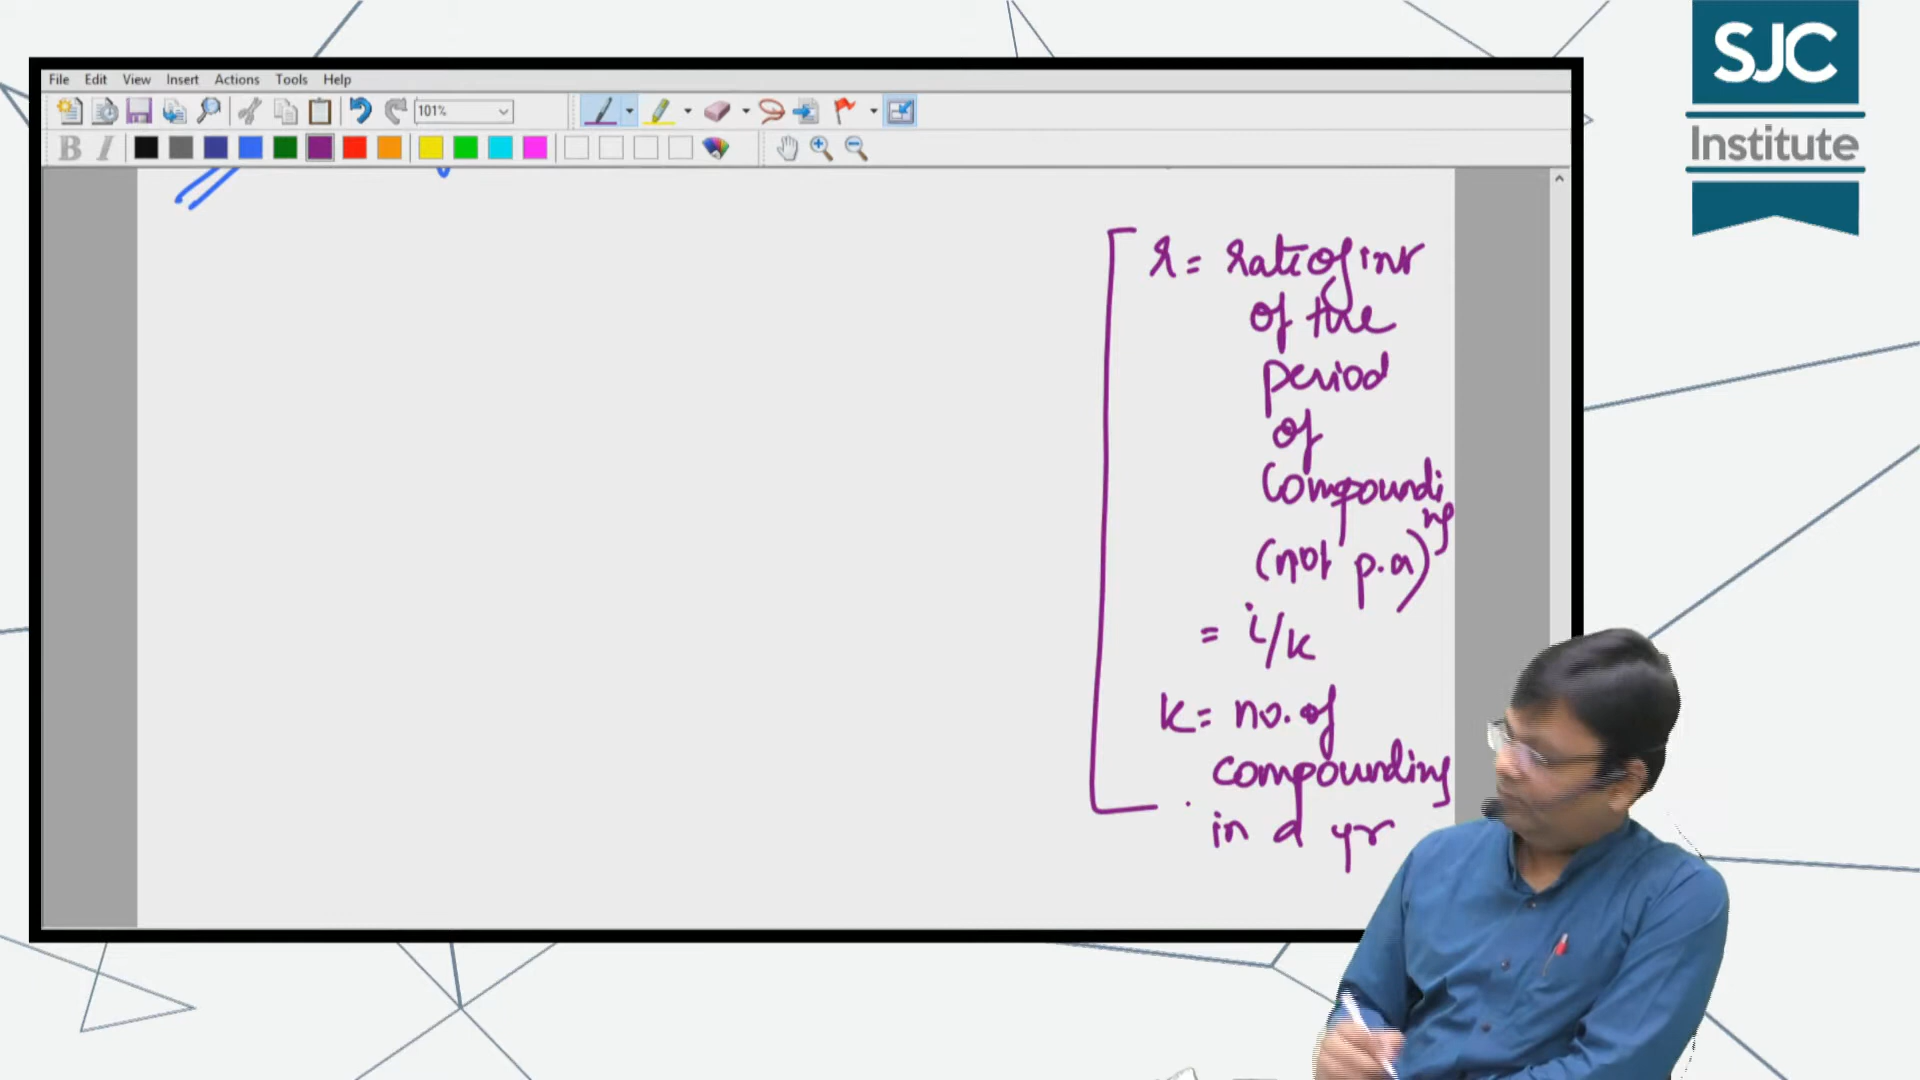 SJC
Institute
File Edit View Insert Actions Tools Help
101%
B I
r = rate of int
of the
period
of
Compounding
(not p.a)
= i/k
k = no. of
compounding
in a yr